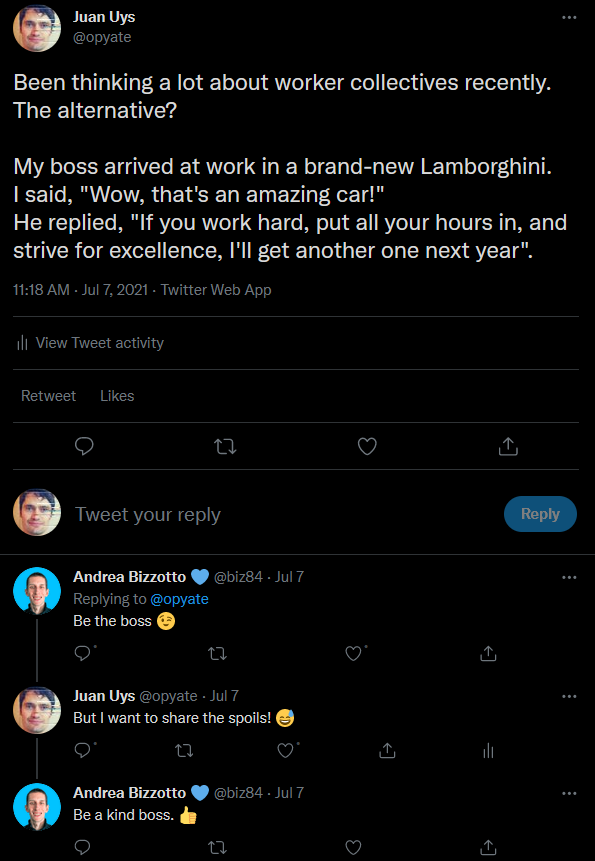 Juan Uys
@opyate
Been thinking a lot about worker collectives recently.
The alternative?
My boss arrived at work in a brand-new Lamborghini.
I said, "Wow, that's an amazing car!"
He replied, "If you work hard, put all your hours in, and
strive for excellence, I'll get another one next year".
11:18 AM · Jul 7, 2021 · Twitter Web App
View Tweet activity
Retweet Likes
Tweet your reply
Reply
Andrea Bizzotto 💙 @biz84 · Jul 7
Replying to @opyate
Be the boss 😉
Juan Uys @opyate · Jul 7
But I want to share the spoils! 😅
Andrea Bizzotto 💙 @biz84 · Jul 7
Be a kind boss. 👍